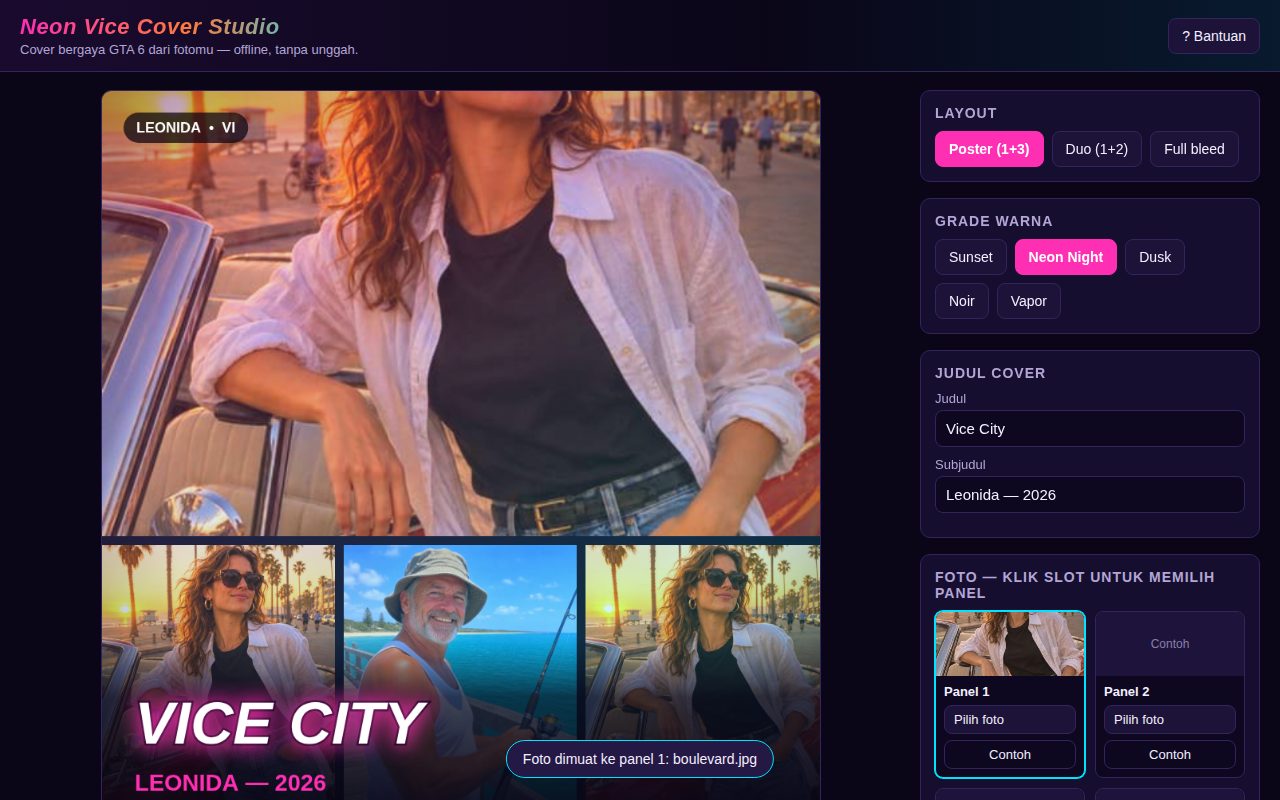 Neon Vice Cover Studio
Cover bergaya GTA 6 dari fotomu — offline, tanpa unggah.
? Bantuan
LEONIDA • VI
VICE CITY
LEONIDA — 2026
Foto dimuat ke panel 1: boulevard.jpg
LAYOUT
Poster (1+3)
Duo (1+2)
Full bleed
GRADE WARNA
Sunset
Neon Night
Dusk
Noir
Vapor
JUDUL COVER
Judul
Vice City
Subjudul
Leonida — 2026
FOTO — KLIK SLOT UNTUK MEMILIH
PANEL
Contoh
Panel 1
Panel 2
Pilih foto
Pilih foto
Contoh
Contoh